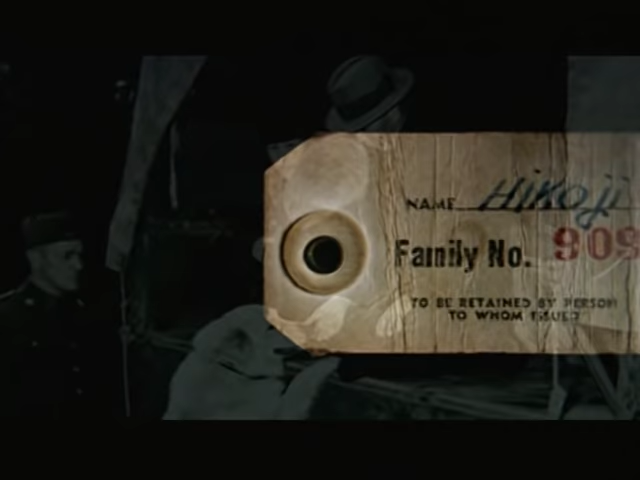 NAME Hikoji
Family No. 909
TO BE RETAINED BY PERSON
TO WHOM ISSUED